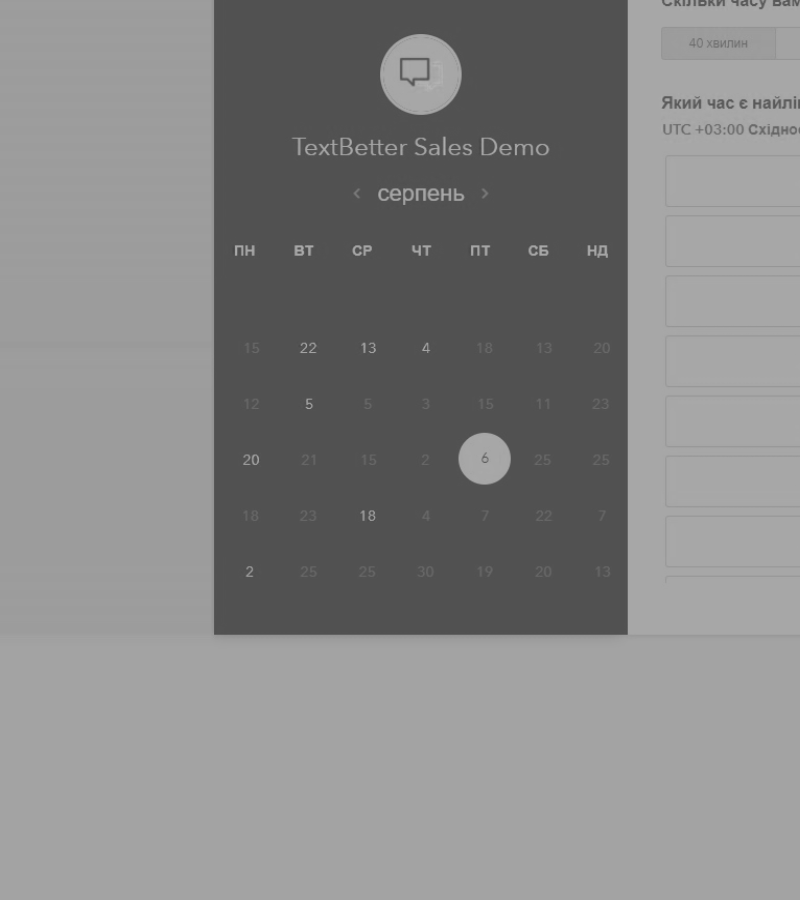 Скільки часу вам
40 хвилин
TextBetter Sales Demo
серпень
ПН ВТ СР ЧТ ПТ СБ НД
15 22 13 4 18 13 20
12 5 5 3 15 11 23
20 21 15 2 6 25 25
18 23 18 4 7 22 7
2 25 25 30 19 20 13
Який час є
UTC +03:00